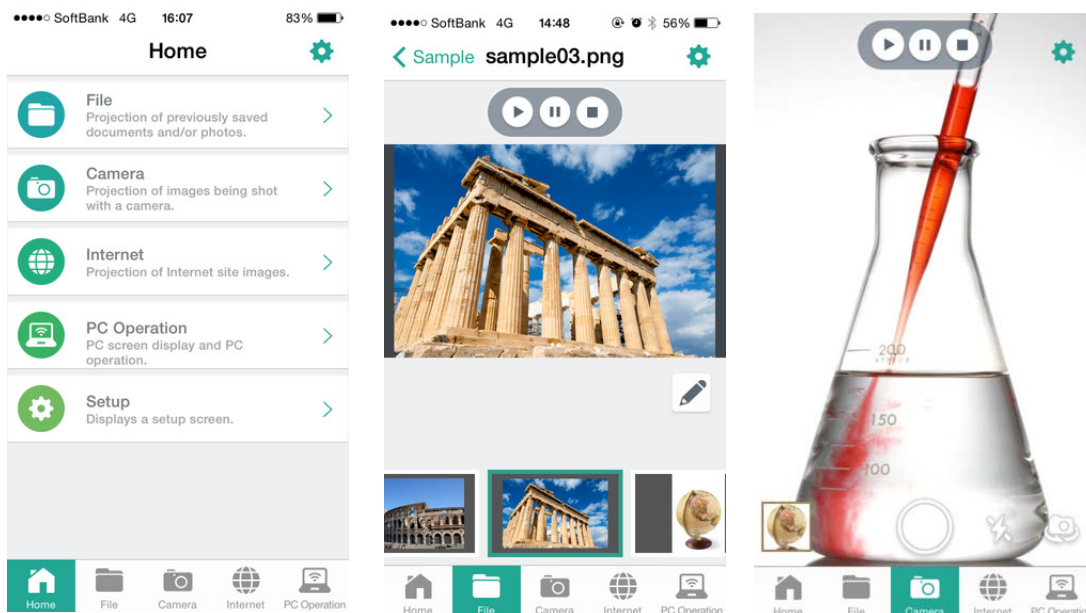 SoftBank 4G 16:07 83%
Home
File
Projection of previously saved
documents and/or photos.
Camera
Projection of images being shot
with a camera.
Internet
Projection of Internet site images.
PC Operation
PC screen display and PC
operation.
Setup
Displays a setup screen.
Home File Camera Internet PC Operation
SoftBank 4G 14:48 56%
Sample sample03.png
Home File Camera Internet PC Operation
200
APPROX
150
100
Home File Camera Internet PC Operatio